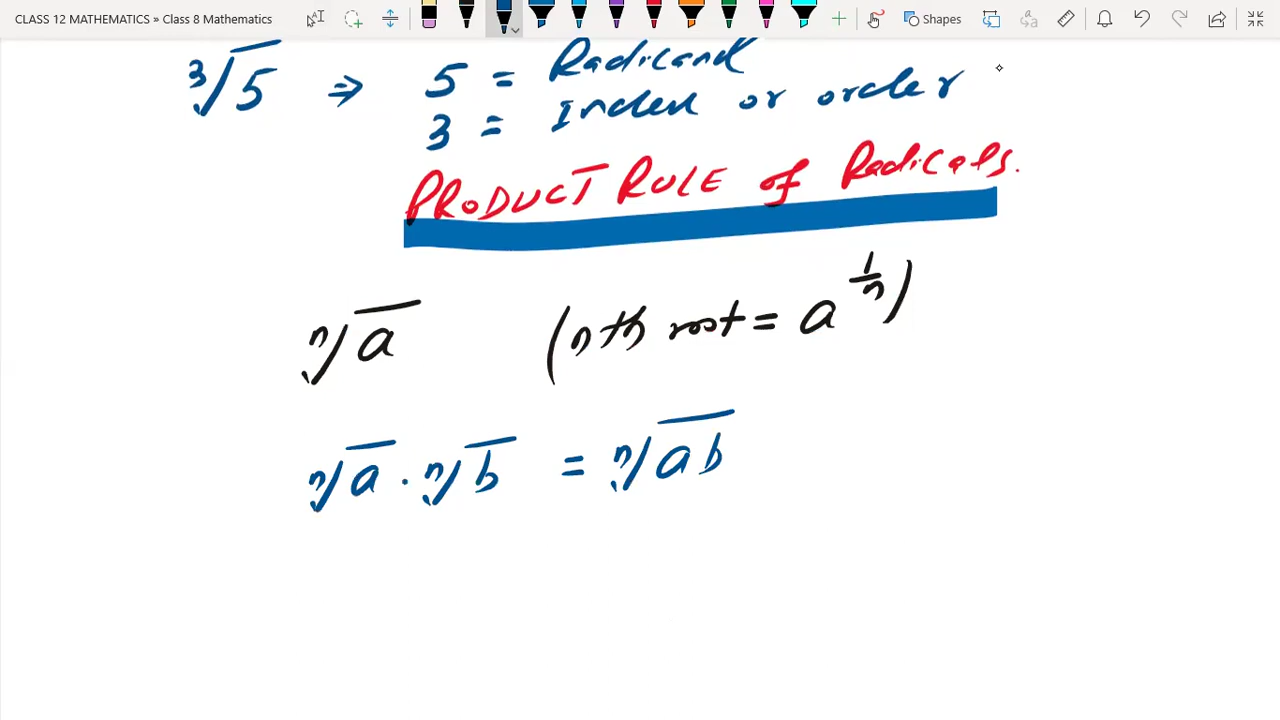 CLASS 12 MATHEMATICS » Class 8 Mathematics
Shapes
∛5 ⇒ 5 = Radicand
3 = Index or order
PRODUCT RULE of Radicals.
ⁿ√a (nth root = a^(1/n))
ⁿ√a · ⁿ√b = ⁿ√ab